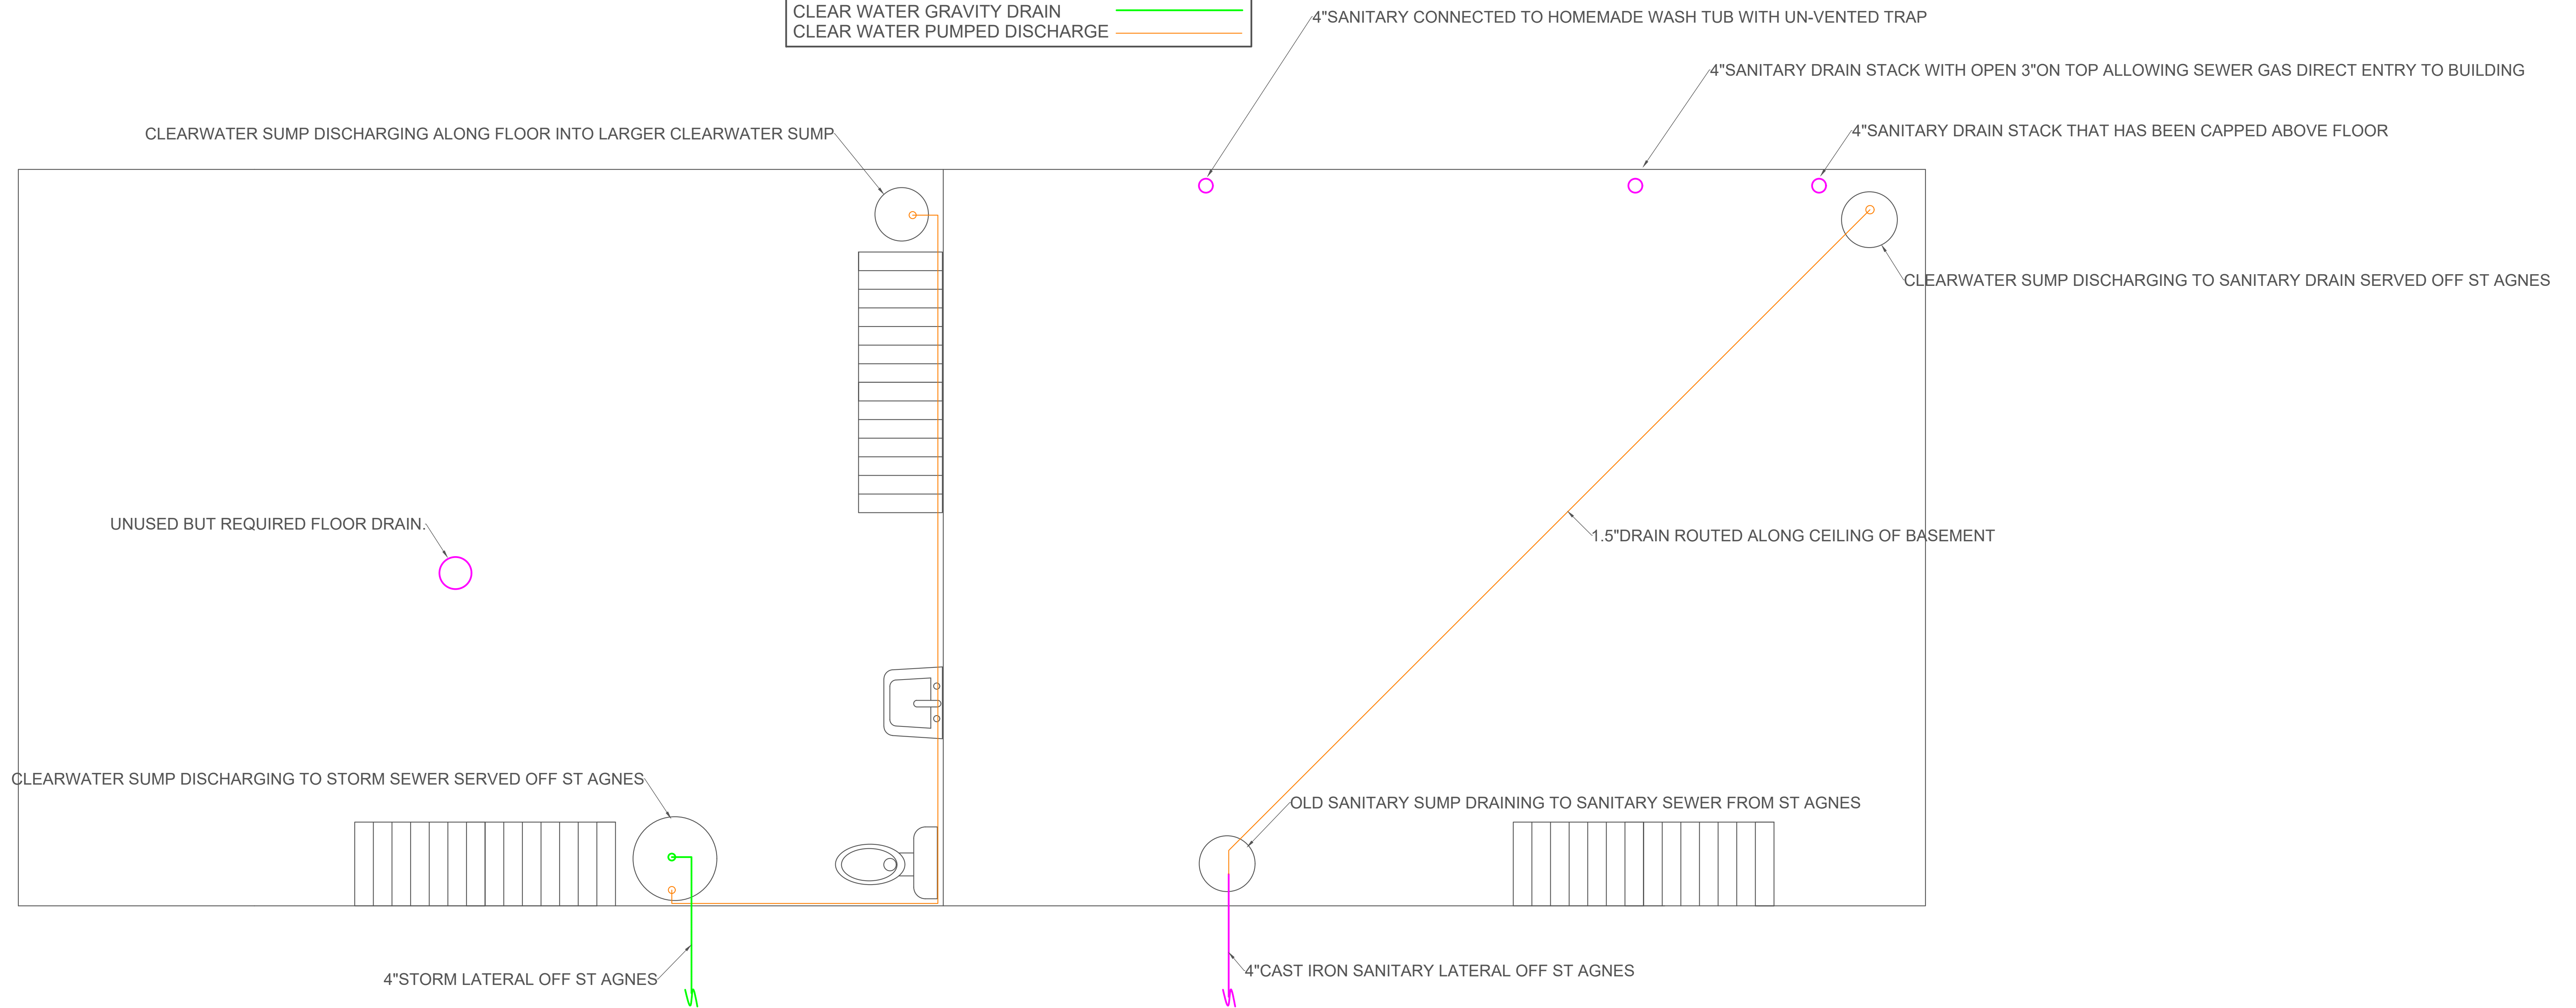 CLEAR WATER GRAVITY DRAIN
CLEAR WATER PUMPED DISCHARGE
4"SANITARY CONNECTED TO HOMEMADE WASH TUB WITH UN-VENTED TRAP
4"SANITARY DRAIN STACK WITH OPEN 3"ON TOP ALLOWING SEWER GAS DIRECT ENTRY TO BUILDING
CLEARWATER SUMP DISCHARGING ALONG FLOOR INTO LARGER CLEARWATER SUMP
4"SANITARY DRAIN STACK THAT HAS BEEN CAPPED ABOVE FLOOR
CLEARWATER SUMP DISCHARGING TO SANITARY DRAIN SERVED OFF ST AGNES
UNUSED BUT REQUIRED FLOOR DRAIN.
1.5"DRAIN ROUTED ALONG CEILING OF BASEMENT
CLEARWATER SUMP DISCHARGING TO STORM SEWER SERVED OFF ST AGNES
OLD SANITARY SUMP DRAINING TO SANITARY SEWER FROM ST AGNES
4"STORM LATERAL OFF ST AGNES
4"CAST IRON SANITARY LATERAL OFF ST AGNES